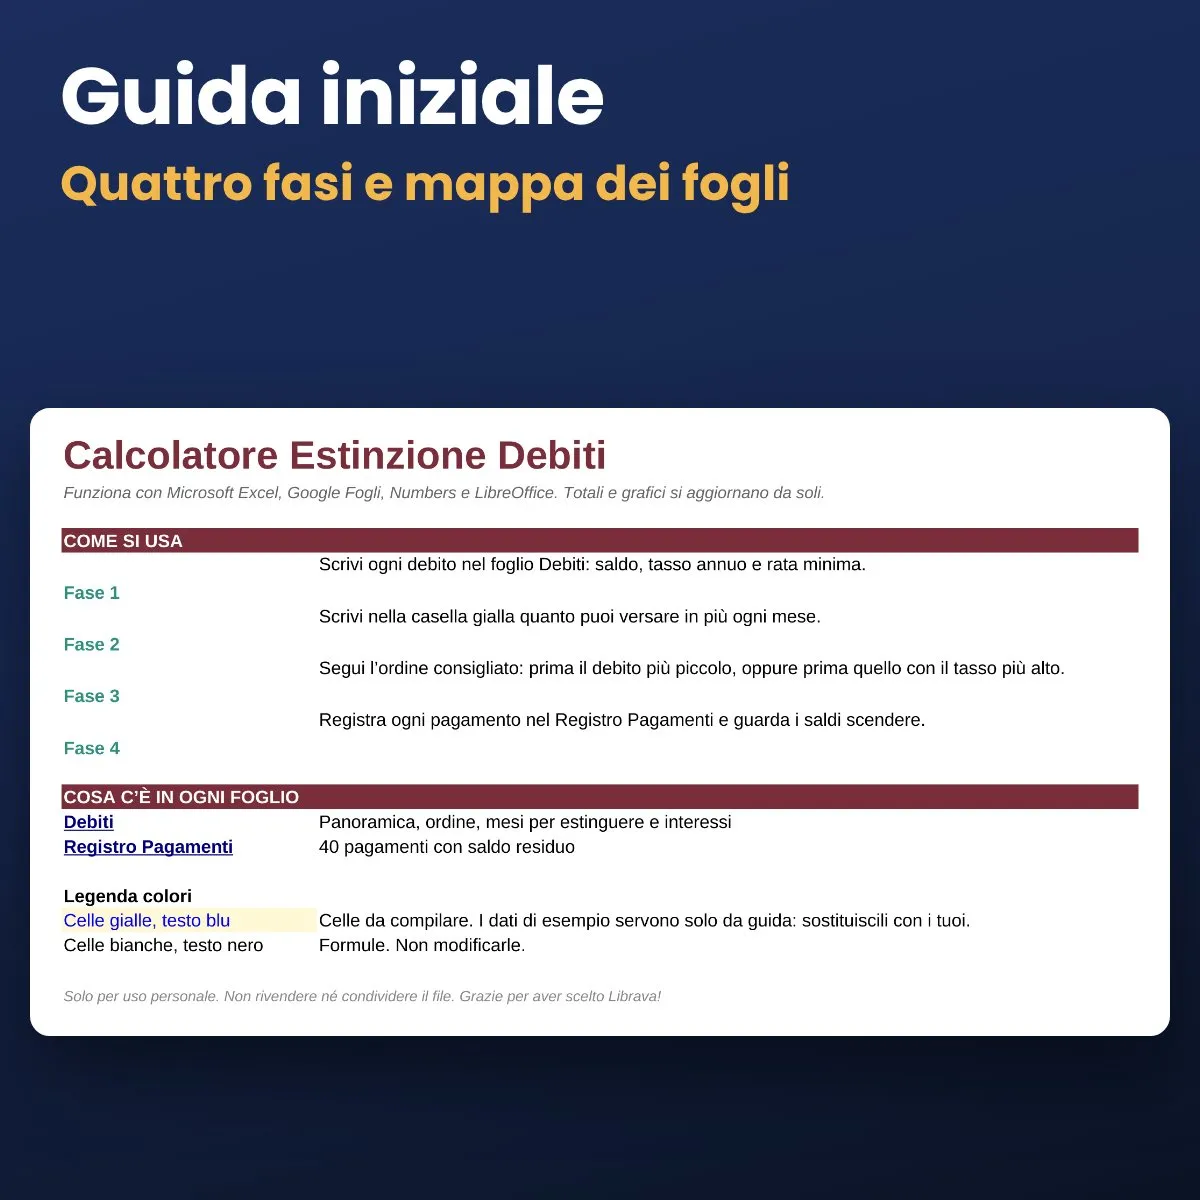 Guida iniziale
Quattro fasi e mappa dei fogli
Calcolatore Estinzione Debiti
Funziona con Microsoft Excel, Google Fogli, Numbers e LibreOffice. Totali e grafici si aggiornano da soli.
COME SI USA
Scrivi ogni debito nel foglio Debiti: saldo, tasso annuo e rata minima.
Fase 1
Scrivi nella casella gialla quanto puoi versare in più ogni mese.
Fase 2
Segui l’ordine consigliato: prima il debito più piccolo, oppure prima quello con il tasso più alto.
Fase 3
Registra ogni pagamento nel Registro Pagamenti e guarda i saldi scendere.
Fase 4
COSA C’È IN OGNI FOGLIO
Debiti Panoramica, ordine, mesi per estinguere e interessi
Registro Pagamenti 40 pagamenti con saldo residuo
Legenda colori
Celle gialle, testo blu Celle da compilare. I dati di esempio servono solo da guida: sostituiscili con i tuoi.
Celle bianche, testo nero Formule. Non modificarle.
Solo per uso personale. Non rivendere né condividere il file. Grazie per aver scelto Librava!